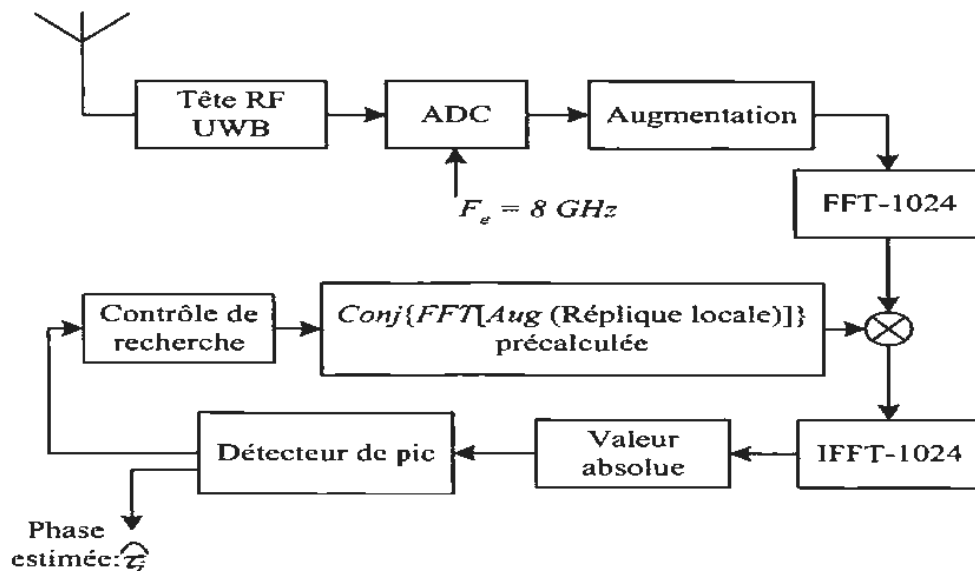 Tête RF
UWB
ADC
Augmentation
F_e = 8 GHz
FFT-1024
Contrôle de
recherche
Conj{FFT[Aug (Réplique locale)]}
précalculée
Détecteur de pic
Valeur
absolue
IFFT-1024
Phase
estimée: